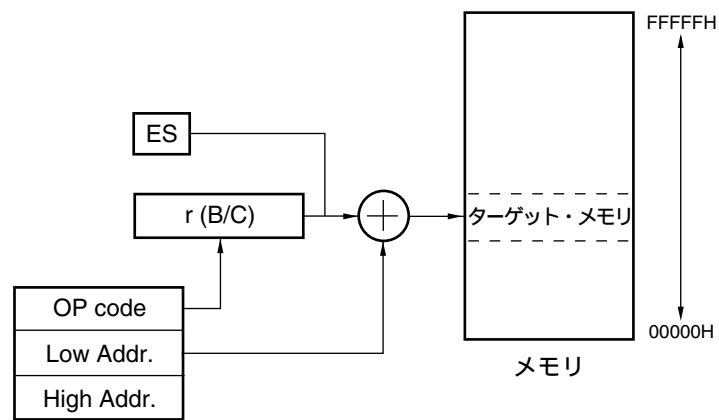 FFFFFH
ES
r (B/C)
ターゲット・メモリ
OP code
Low Addr.
High Addr.
00000H
メモリ